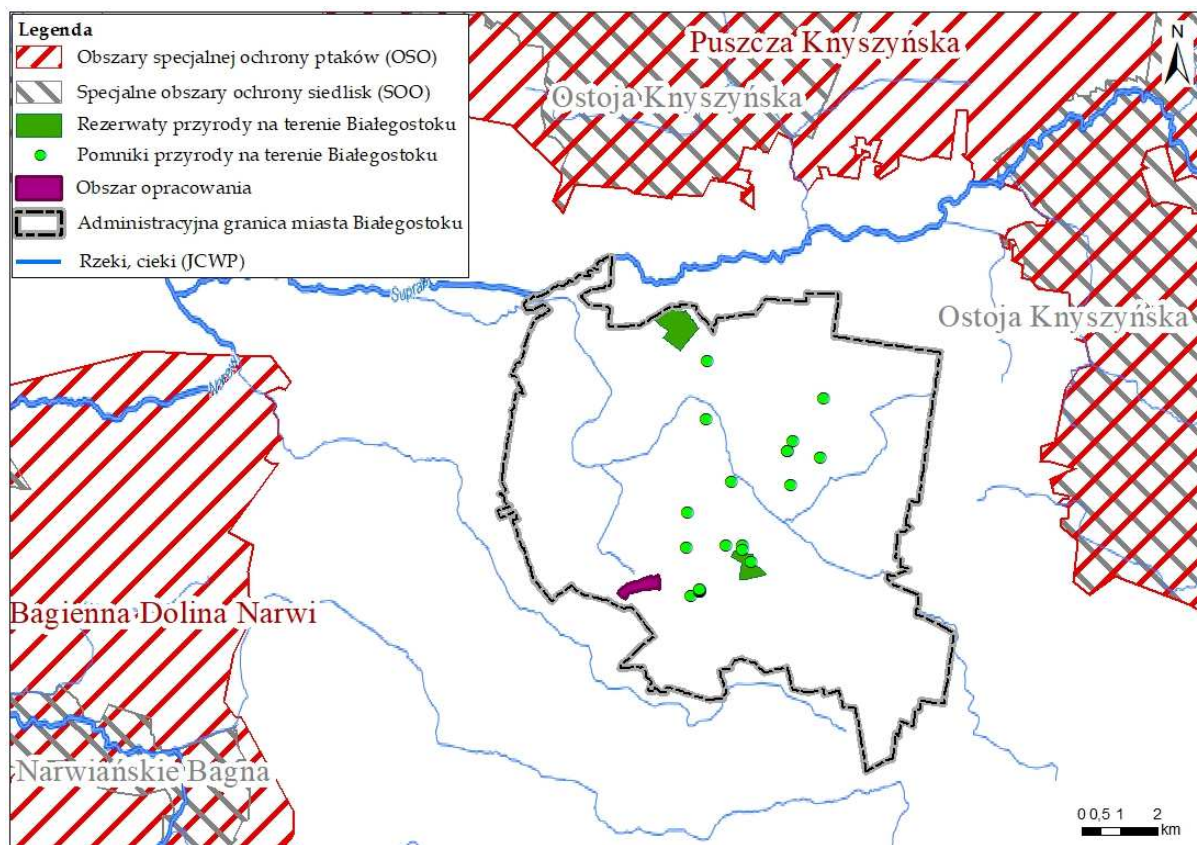 Legenda
Obszary specjalnej ochrony ptaków (OSO)
Specjalne obszary ochrony siedlisk (SOO)
Rezerwaty przyrody na terenie Białegostoku
Pomniki przyrody na terenie Białegostoku
Obszar opracowania
Administracyjna granica miasta Białegostoku
Rzeki, cieki (JCWP)
Puszcza Knyszyńska
N
Ostoja Knyszyńska
Supraśl
Ostoja Knyszyńska
Bagienna Dolina Narwi
Narwiańskie Bagna
0 0,5 1 2
km